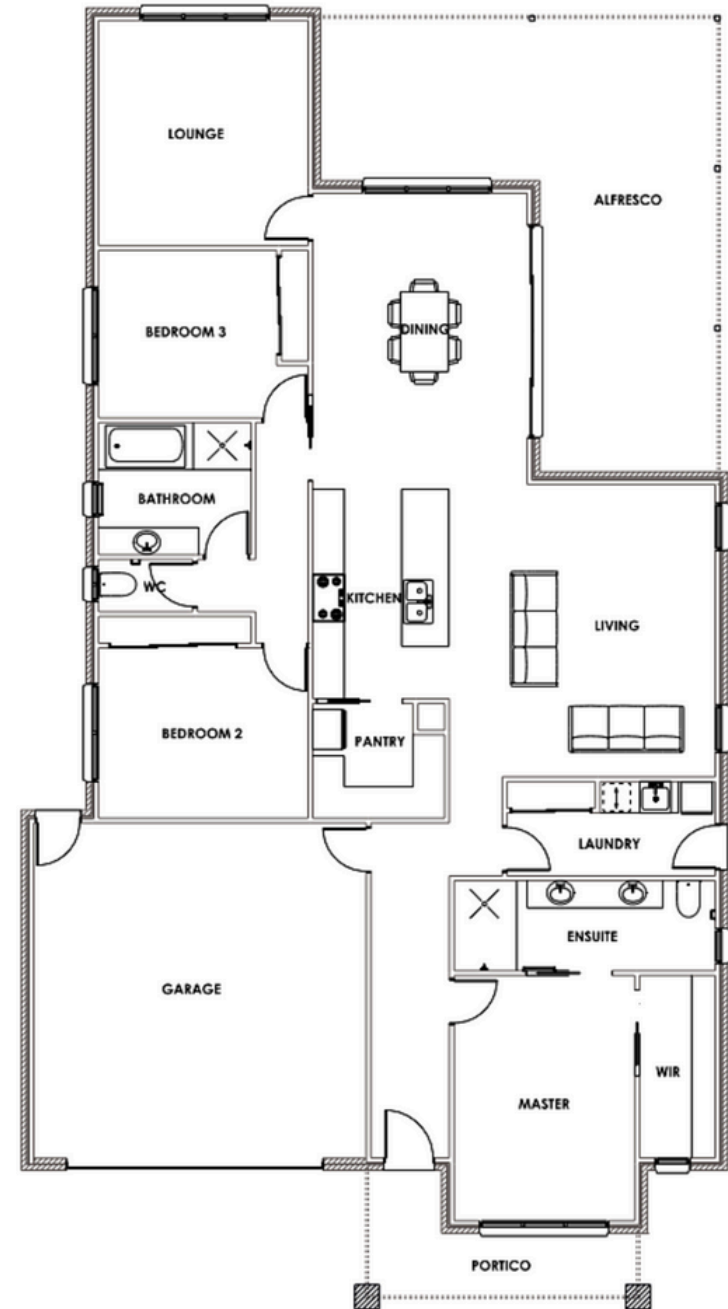 LOUNGE
ALFRESCO
BEDROOM 3
DINING
BATHROOM
WC
KITCHEN
LIVING
BEDROOM 2
PANTRY
LAUNDRY
ENSUITE
GARAGE
WIR
MASTER
PORTICO